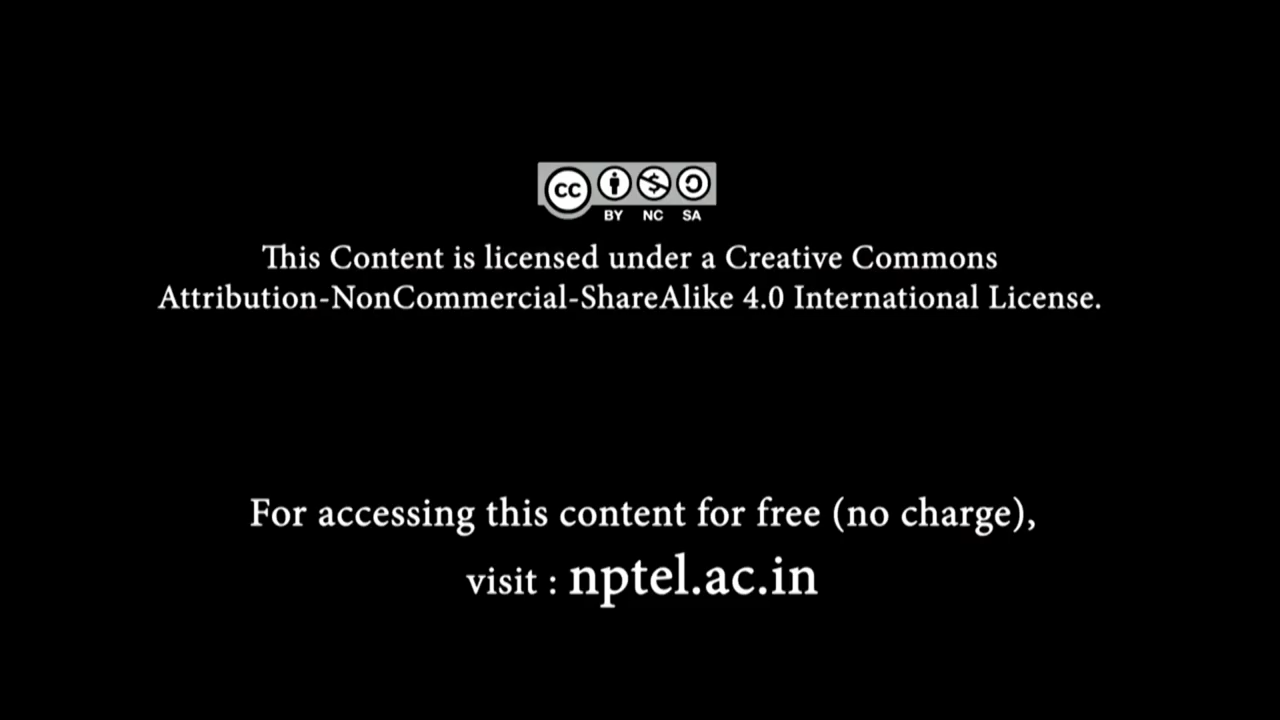 cc
BY NC SA
This Content is licensed under a Creative Commons
Attribution-NonCommercial-ShareAlike 4.0 International License.
For accessing this content for free (no charge),
visit : nptel.ac.in